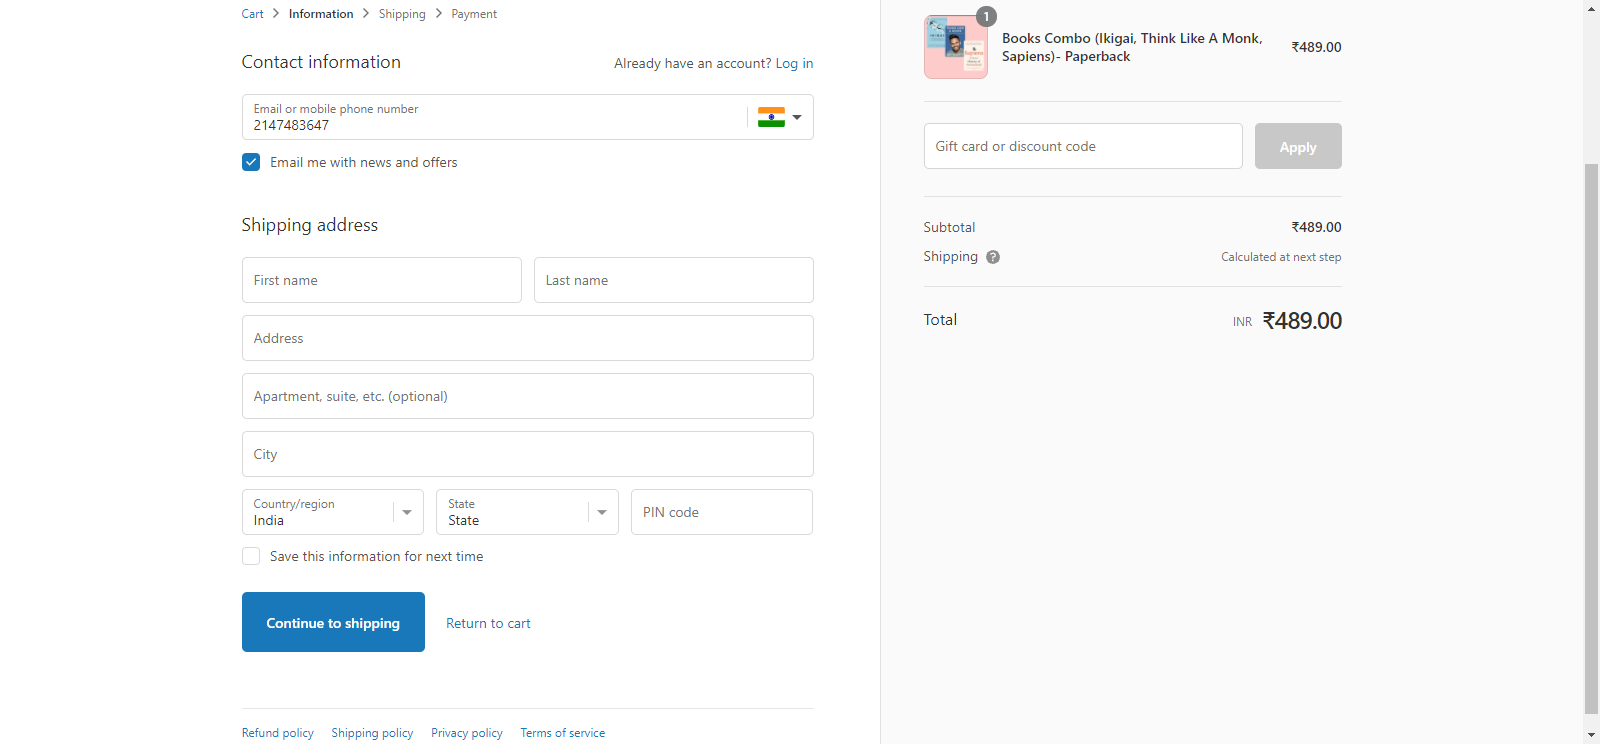 Cart > Information > Shipping > Payment
Contact information
Already have an account? Log in
Email or mobile phone number
2147483647
Email me with news and offers
Shipping address
First name
Last name
Address
Apartment, suite, etc. (optional)
City
Country/region
India
State
State
PIN code
Save this information for next time
Continue to shipping
Return to cart
Refund policy
Shipping policy
Privacy policy
Terms of service
1
Books Combo (Ikigai, Think Like A Monk,
Sapiens)- Paperback
₹489.00
Gift card or discount code
Apply
Subtotal
₹489.00
Shipping ?
Calculated at next step
Total
INR ₹489.00